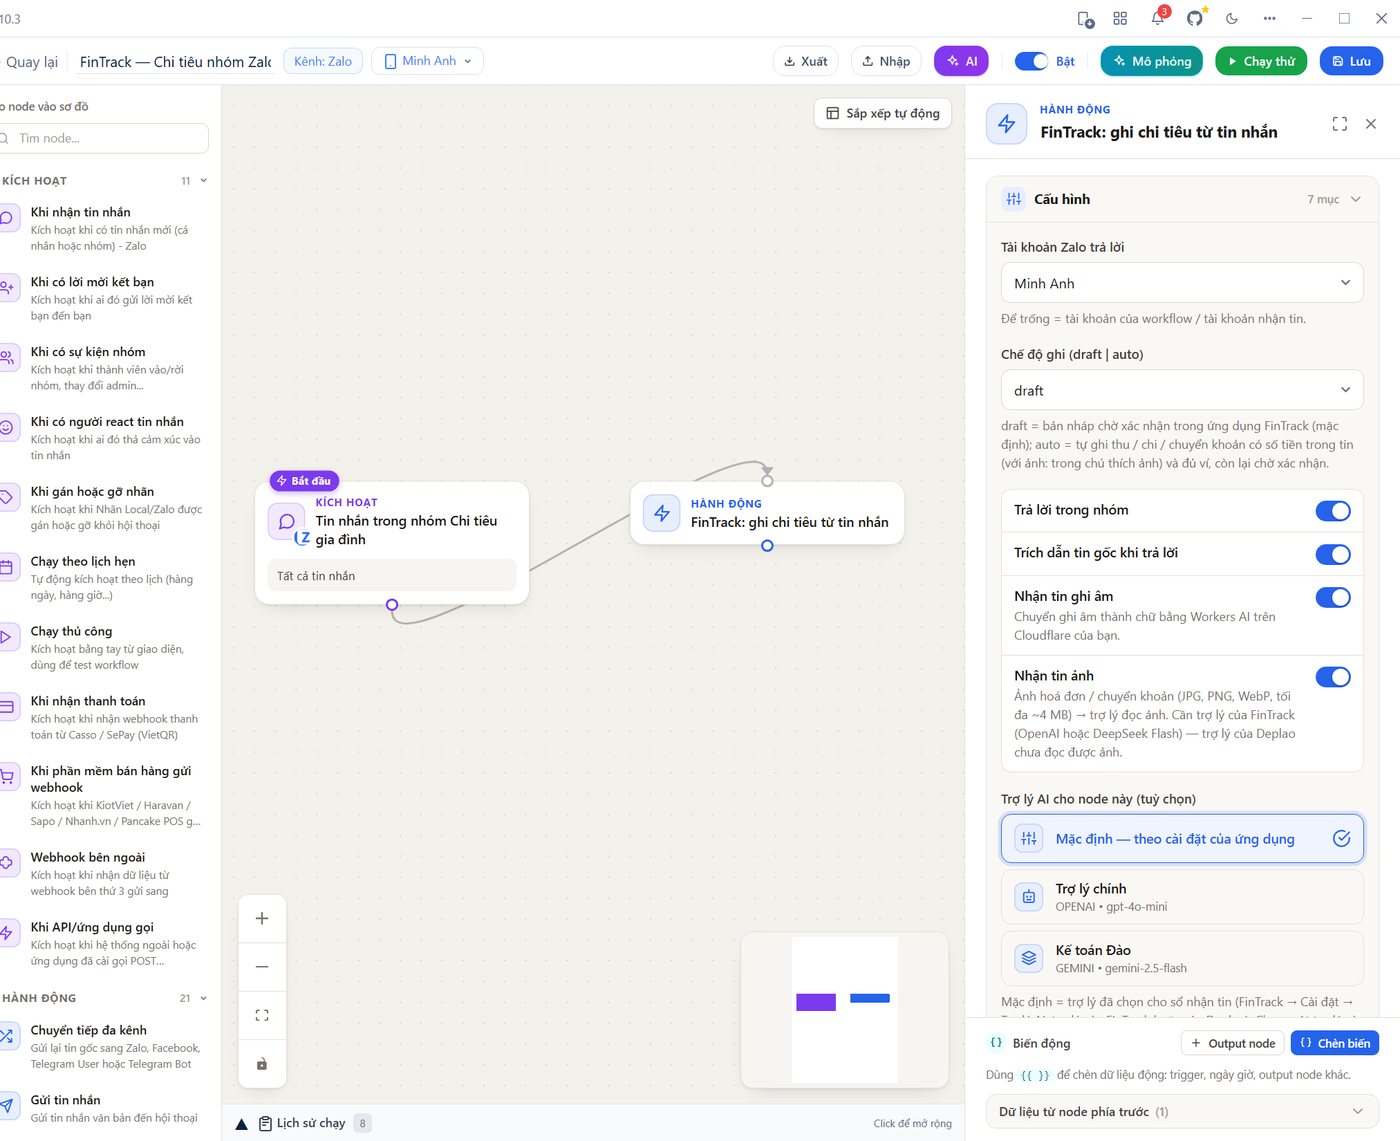 10.3
3
Quay lại
FinTrack — Chi tiêu nhóm Zalo
Kênh: Zalo
Minh Anh
Xuất
Nhập
AI
Bật
Mô phỏng
Chạy thử
Lưu
o node vào sơ đồ
Tìm node...
KÍCH HOẠT
11
Khi nhận tin nhắn
Kích hoạt khi có tin nhắn mới (cá
nhân hoặc nhóm) - Zalo
Khi có lời mời kết bạn
Kích hoạt khi ai đó gửi lời mời kết
bạn đến bạn
Khi có sự kiện nhóm
Kích hoạt khi thành viên vào/rời
nhóm, thay đổi admin...
Khi có người react tin nhắn
Kích hoạt khi ai đó thả cảm xúc vào
tin nhắn
Khi gán hoặc gỡ nhãn
Kích hoạt khi Nhãn Local/Zalo được
gán hoặc gỡ khỏi hội thoại
Chạy theo lịch hẹn
Tự động kích hoạt theo lịch (hàng
ngày, hàng giờ...)
Chạy thủ công
Kích hoạt bằng tay từ giao diện,
dùng để test workflow
Khi nhận thanh toán
Kích hoạt khi nhận webhook thanh
toán từ Casso / SePay (VietQR)
Khi phần mềm bán hàng gửi
webhook
Kích hoạt khi KiotViet / Haravan /
Sapo / Nhanh.vn / Pancake POS g...
Webhook bên ngoài
Kích hoạt khi nhận dữ liệu từ
webhook bên thứ 3 gửi sang
Khi API/ứng dụng gọi
Kích hoạt khi hệ thống ngoài hoặc
ứng dụng đã cài gọi POST...
HÀNH ĐỘNG
21
Chuyển tiếp đa kênh
Gửi lại tin gốc sang Zalo, Facebook,
Telegram User hoặc Telegram Bot
Gửi tin nhắn
Gửi tin nhắn văn bản đến hội thoại
Sắp xếp tự động
Bắt đầu
KÍCH HOẠT
Tin nhắn trong nhóm Chi tiêu
gia đình
Z
Tất cả tin nhắn
HÀNH ĐỘNG
FinTrack: ghi chi tiêu từ tin nhắn
Lịch sử chạy
8
Click để mở rộng
HÀNH ĐỘNG
FinTrack: ghi chi tiêu từ tin nhắn
Cấu hình
7 mục
Tài khoản Zalo trả lời
Minh Anh
Để trống = tài khoản của workflow / tài khoản nhận tin.
Chế độ ghi (draft | auto)
draft
draft = bản nháp chờ xác nhận trong ứng dụng FinTrack (mặc
định); auto = tự ghi thu / chi / chuyển khoản có số tiền trong tin
(với ảnh: trong chú thích ảnh) và đủ ví, còn lại chờ xác nhận.
Trả lời trong nhóm
Trích dẫn tin gốc khi trả lời
Nhận tin ghi âm
Chuyển ghi âm thành chữ bằng Workers AI trên
Cloudflare của bạn.
Nhận tin ảnh
Ảnh hoá đơn / chuyển khoản (JPG, PNG, WebP, tối
đa ~4 MB) → trợ lý đọc ảnh. Cần trợ lý của FinTrack
(OpenAI hoặc DeepSeek Flash) — trợ lý của Deplao
chưa đọc được ảnh.
Trợ lý AI cho node này (tuỳ chọn)
Mặc định — theo cài đặt của ứng dụng
Trợ lý chính
OPENAI • gpt-4o-mini
Kế toán Đào
GEMINI • gemini-2.5-flash
Mặc định = trợ lý đã chọn cho sổ nhận tin (FinTrack → Cài đặt →
{} Biến động
+ Output node
{} Chèn biến
Dùng {{ }} để chèn dữ liệu động: trigger, ngày giờ, output node khác.
Dữ liệu từ node phía trước (1)